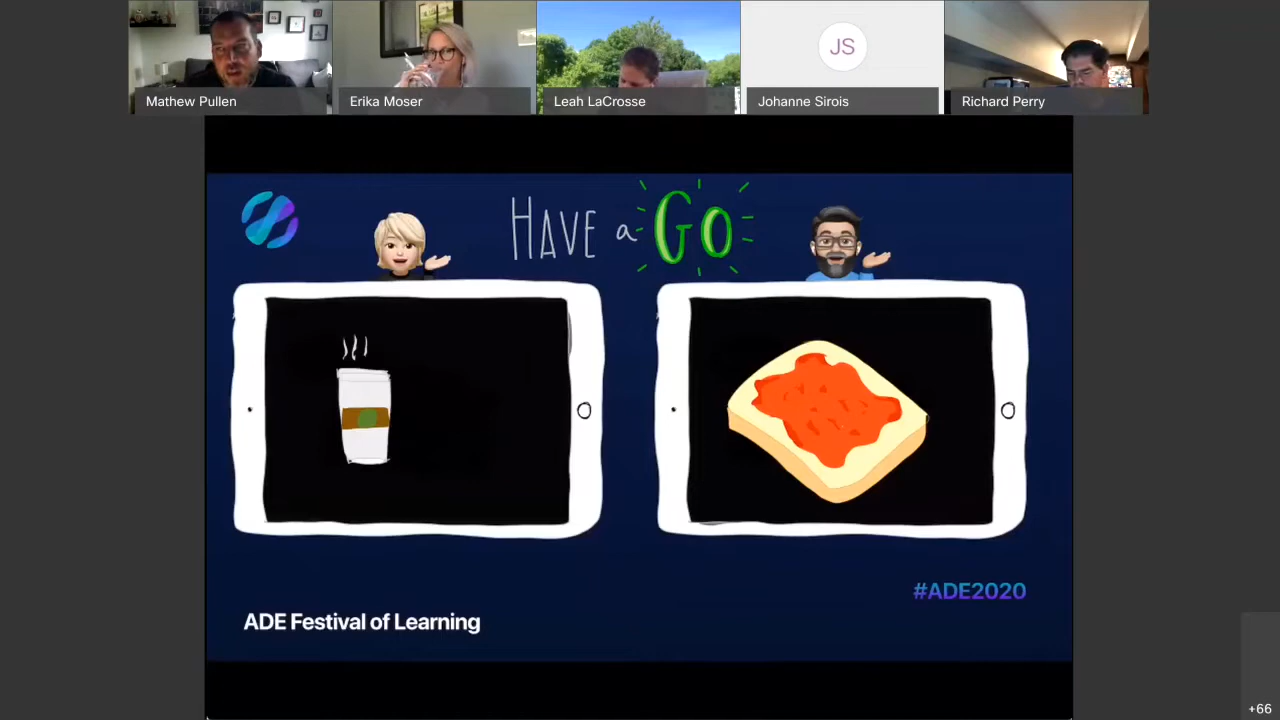 Mathew Pullen
Erika Moser
Leah LaCrosse
JS
Johanne Sirois
Richard Perry
HAVE a GO
#ADE2020
ADE Festival of Learning
+66